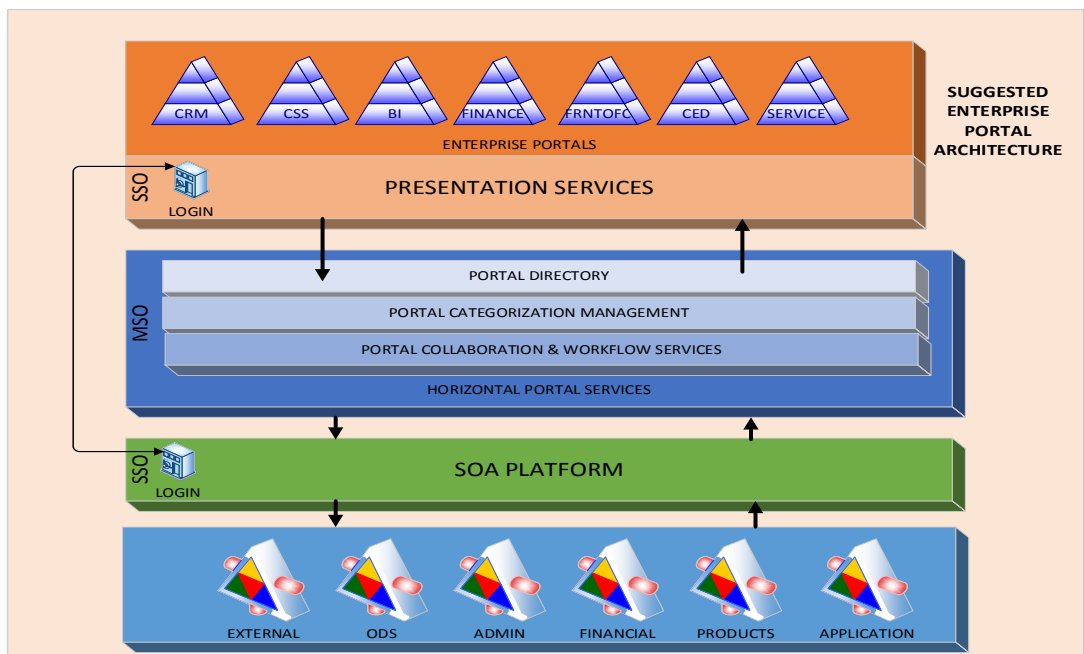 SUGGESTED
ENTERPRISE
PORTAL
ARCHITECTURE
CRM CSS BI FINANCE FRNTOFC CED SERVICE
ENTERPRISE PORTALS
SSO
LOGIN
PRESENTATION SERVICES
MSO
PORTAL DIRECTORY
PORTAL CATEGORIZATION MANAGEMENT
PORTAL COLLABORATION & WORKFLOW SERVICES
HORIZONTAL PORTAL SERVICES
SSO
LOGIN
SOA PLATFORM
EXTERNAL ODS ADMIN FINANCIAL PRODUCTS APPLICATION